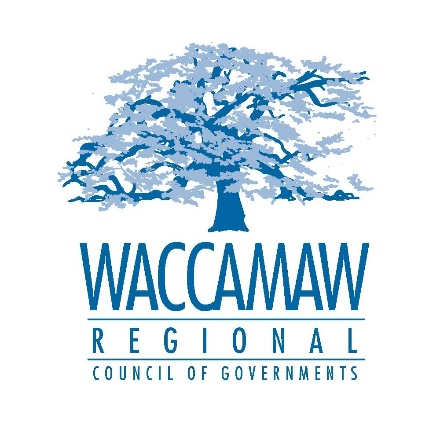 WACCAMAW
REGIONAL
COUNCIL OF GOVERNMENTS